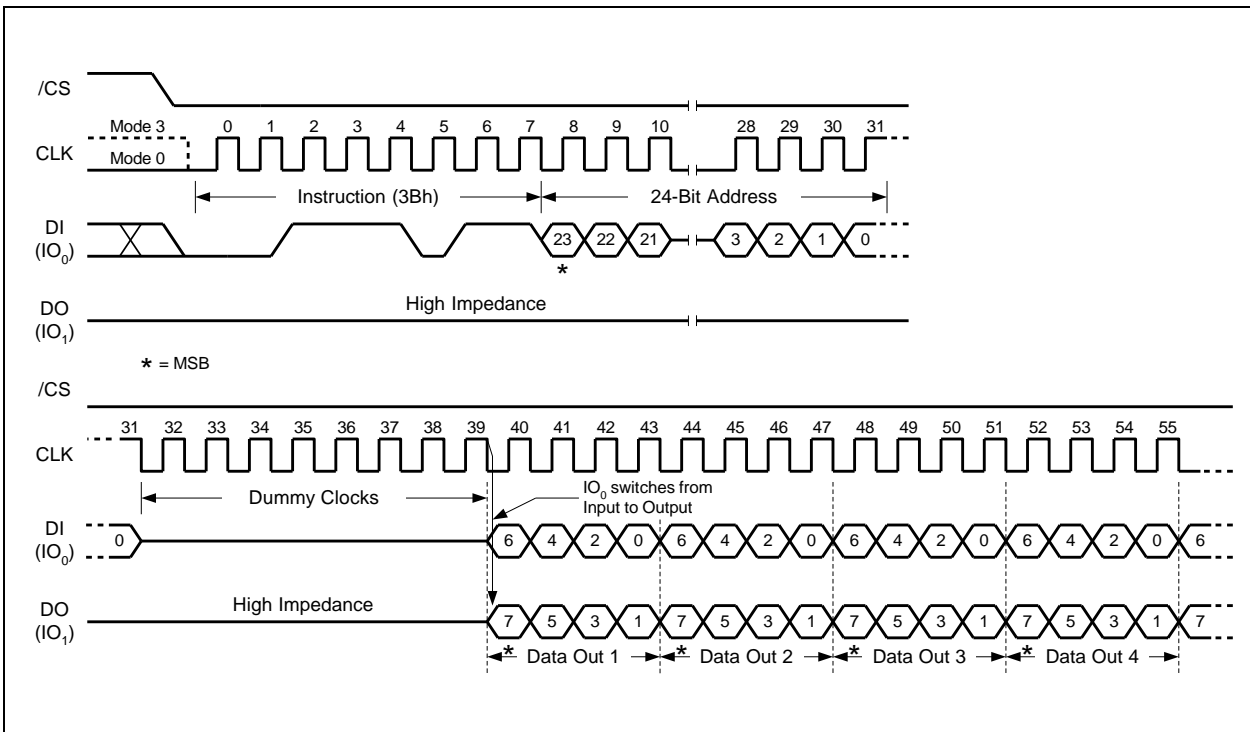 /CS
Mode 3 0 1 2 3 4 5 6 7 8 9 10 28 29 30 31
CLK
Mode 0
Instruction (3Bh) 24-Bit Address
DI
(IO0) 23 22 21 3 2 1 0
*
DO High Impedance
(IO1)
* = MSB
/CS
31 32 33 34 35 36 37 38 39 40 41 42 43 44 45 46 47 48 49 50 51 52 53 54 55
CLK
Dummy Clocks
IO0 switches from
Input to Output
DI
(IO0) 0 6 4 2 0 6 4 2 0 6 4 2 0 6 4 2 0 6
DO High Impedance
(IO1) 7 5 3 1 7 5 3 1 7 5 3 1 7 5 3 1 7
* Data Out 1 * Data Out 2 * Data Out 3 * Data Out 4